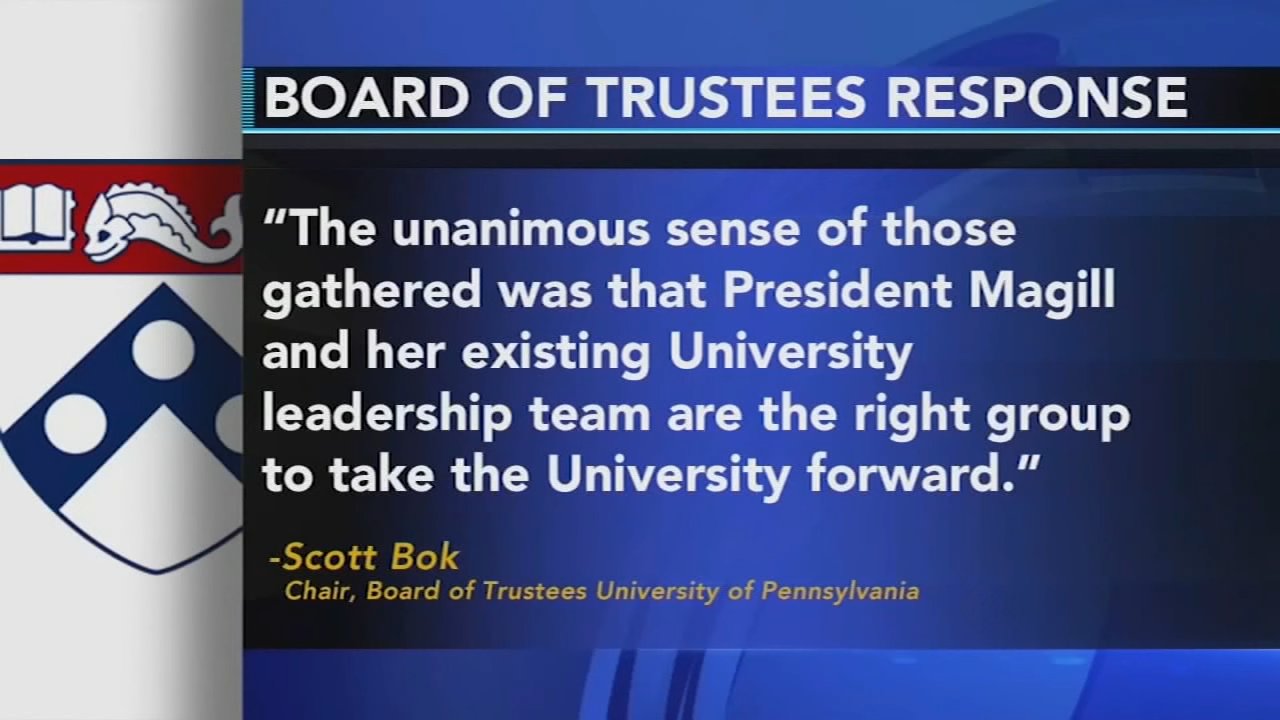 BOARD OF TRUSTEES RESPONSE
“The unanimous sense of those
gathered was that President Magill
and her existing University
leadership team are the right group
to take the University forward.”
-Scott Bok
Chair, Board of Trustees University of Pennsylvania